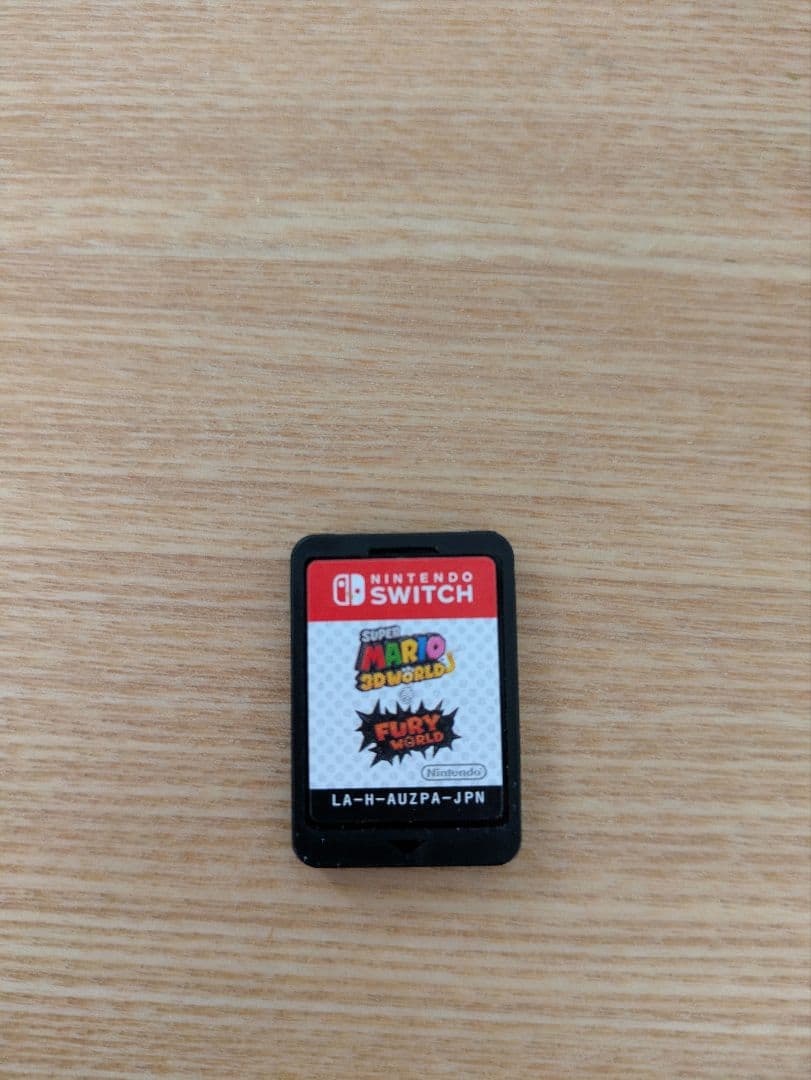 NINTENDO
SWITCH
SUPER
MARIO
3D WORLD
FURY
WORLD
Nintendo
LA-H-AUZPA-JPN